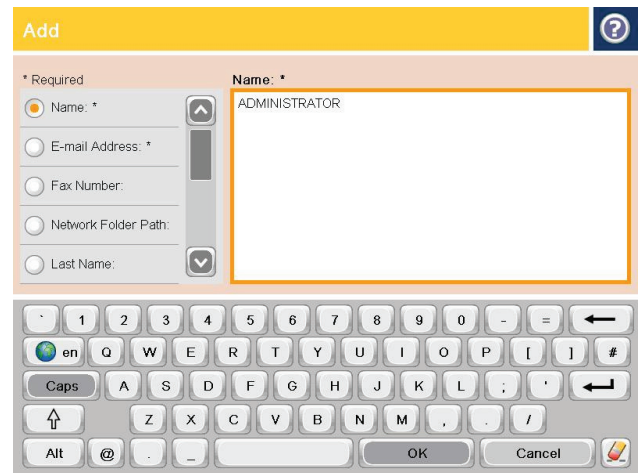 Add
?
* Required
Name: *
Name: *
ADMINISTRATOR
E-mail Address: *
Fax Number:
Network Folder Path:
Last Name:
` 1 2 3 4 5 6 7 8 9 0 - =
en Q W E R T Y U I O P [ ] #
Caps A S D F G H J K L ; '
Z X C V B N M , . /
Alt @ . _ OK Cancel